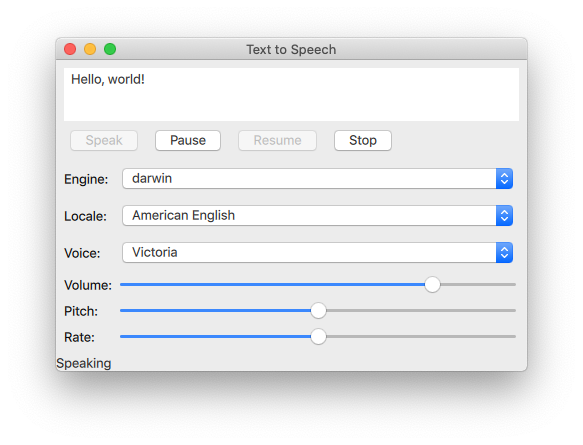 Text to Speech
Hello, world!
Speak Pause Resume Stop
Engine: darwin
Locale: American English
Voice: Victoria
Volume:
Pitch:
Rate:
Speaking